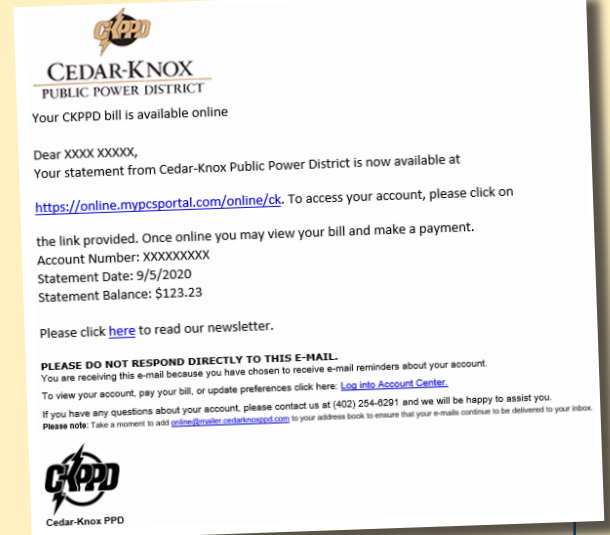 CKPPD
CEDAR-KNOX
PUBLIC POWER DISTRICT
Your CKPPD bill is available online
Dear XXXX XXXXX,
Your statement from Cedar-Knox Public Power District is now available at
https://online.mypcsportal.com/online/ck. To access your account, please click on
the link provided. Once online you may view your bill and make a payment.
Account Number: XXXXXXXXX
Statement Date: 9/5/2020
Statement Balance: $123.23
Please click here to read our newsletter.
PLEASE DO NOT RESPOND DIRECTLY TO THIS E-MAIL.
You are receiving this e-mail because you have chosen to receive e-mail reminders about your account.
To view your account, pay your bill, or update preferences click here: Log into Account Center.
If you have any questions about your account, please contact us at (402) 254-6291 and we will be happy to assist you.
Please note: Take a moment to add online@mailer.cedarknoxppd.com to your address book to ensure that your e-mails continue to be delivered to your inbox.
CKPPD
Cedar-Knox PPD